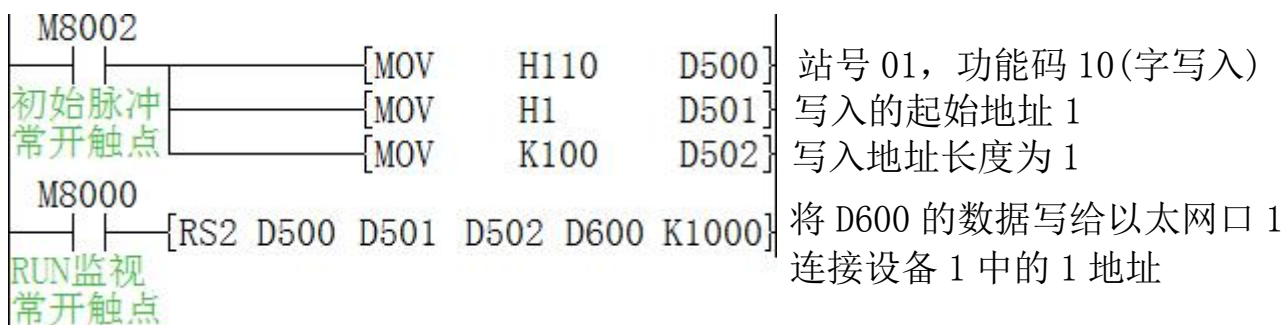 M8002
[MOV H110 D500] 站号 01，功能码 10(字写入)
初始脉冲
[MOV H1 D501] 写入的起始地址 1
常开触点
[MOV K100 D502] 写入地址长度为 1
M8000
[RS2 D500 D501 D502 D600 K1000] 将 D600 的数据写给以太网口 1
连接设备 1 中的 1 地址
RUN监视
常开触点